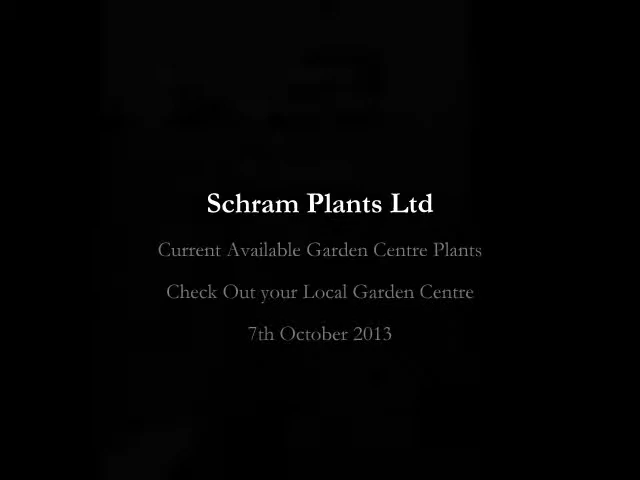 Schram Plants Ltd
Current Available Garden Centre Plants
Check Out your Local Garden Centre
7th October 2013